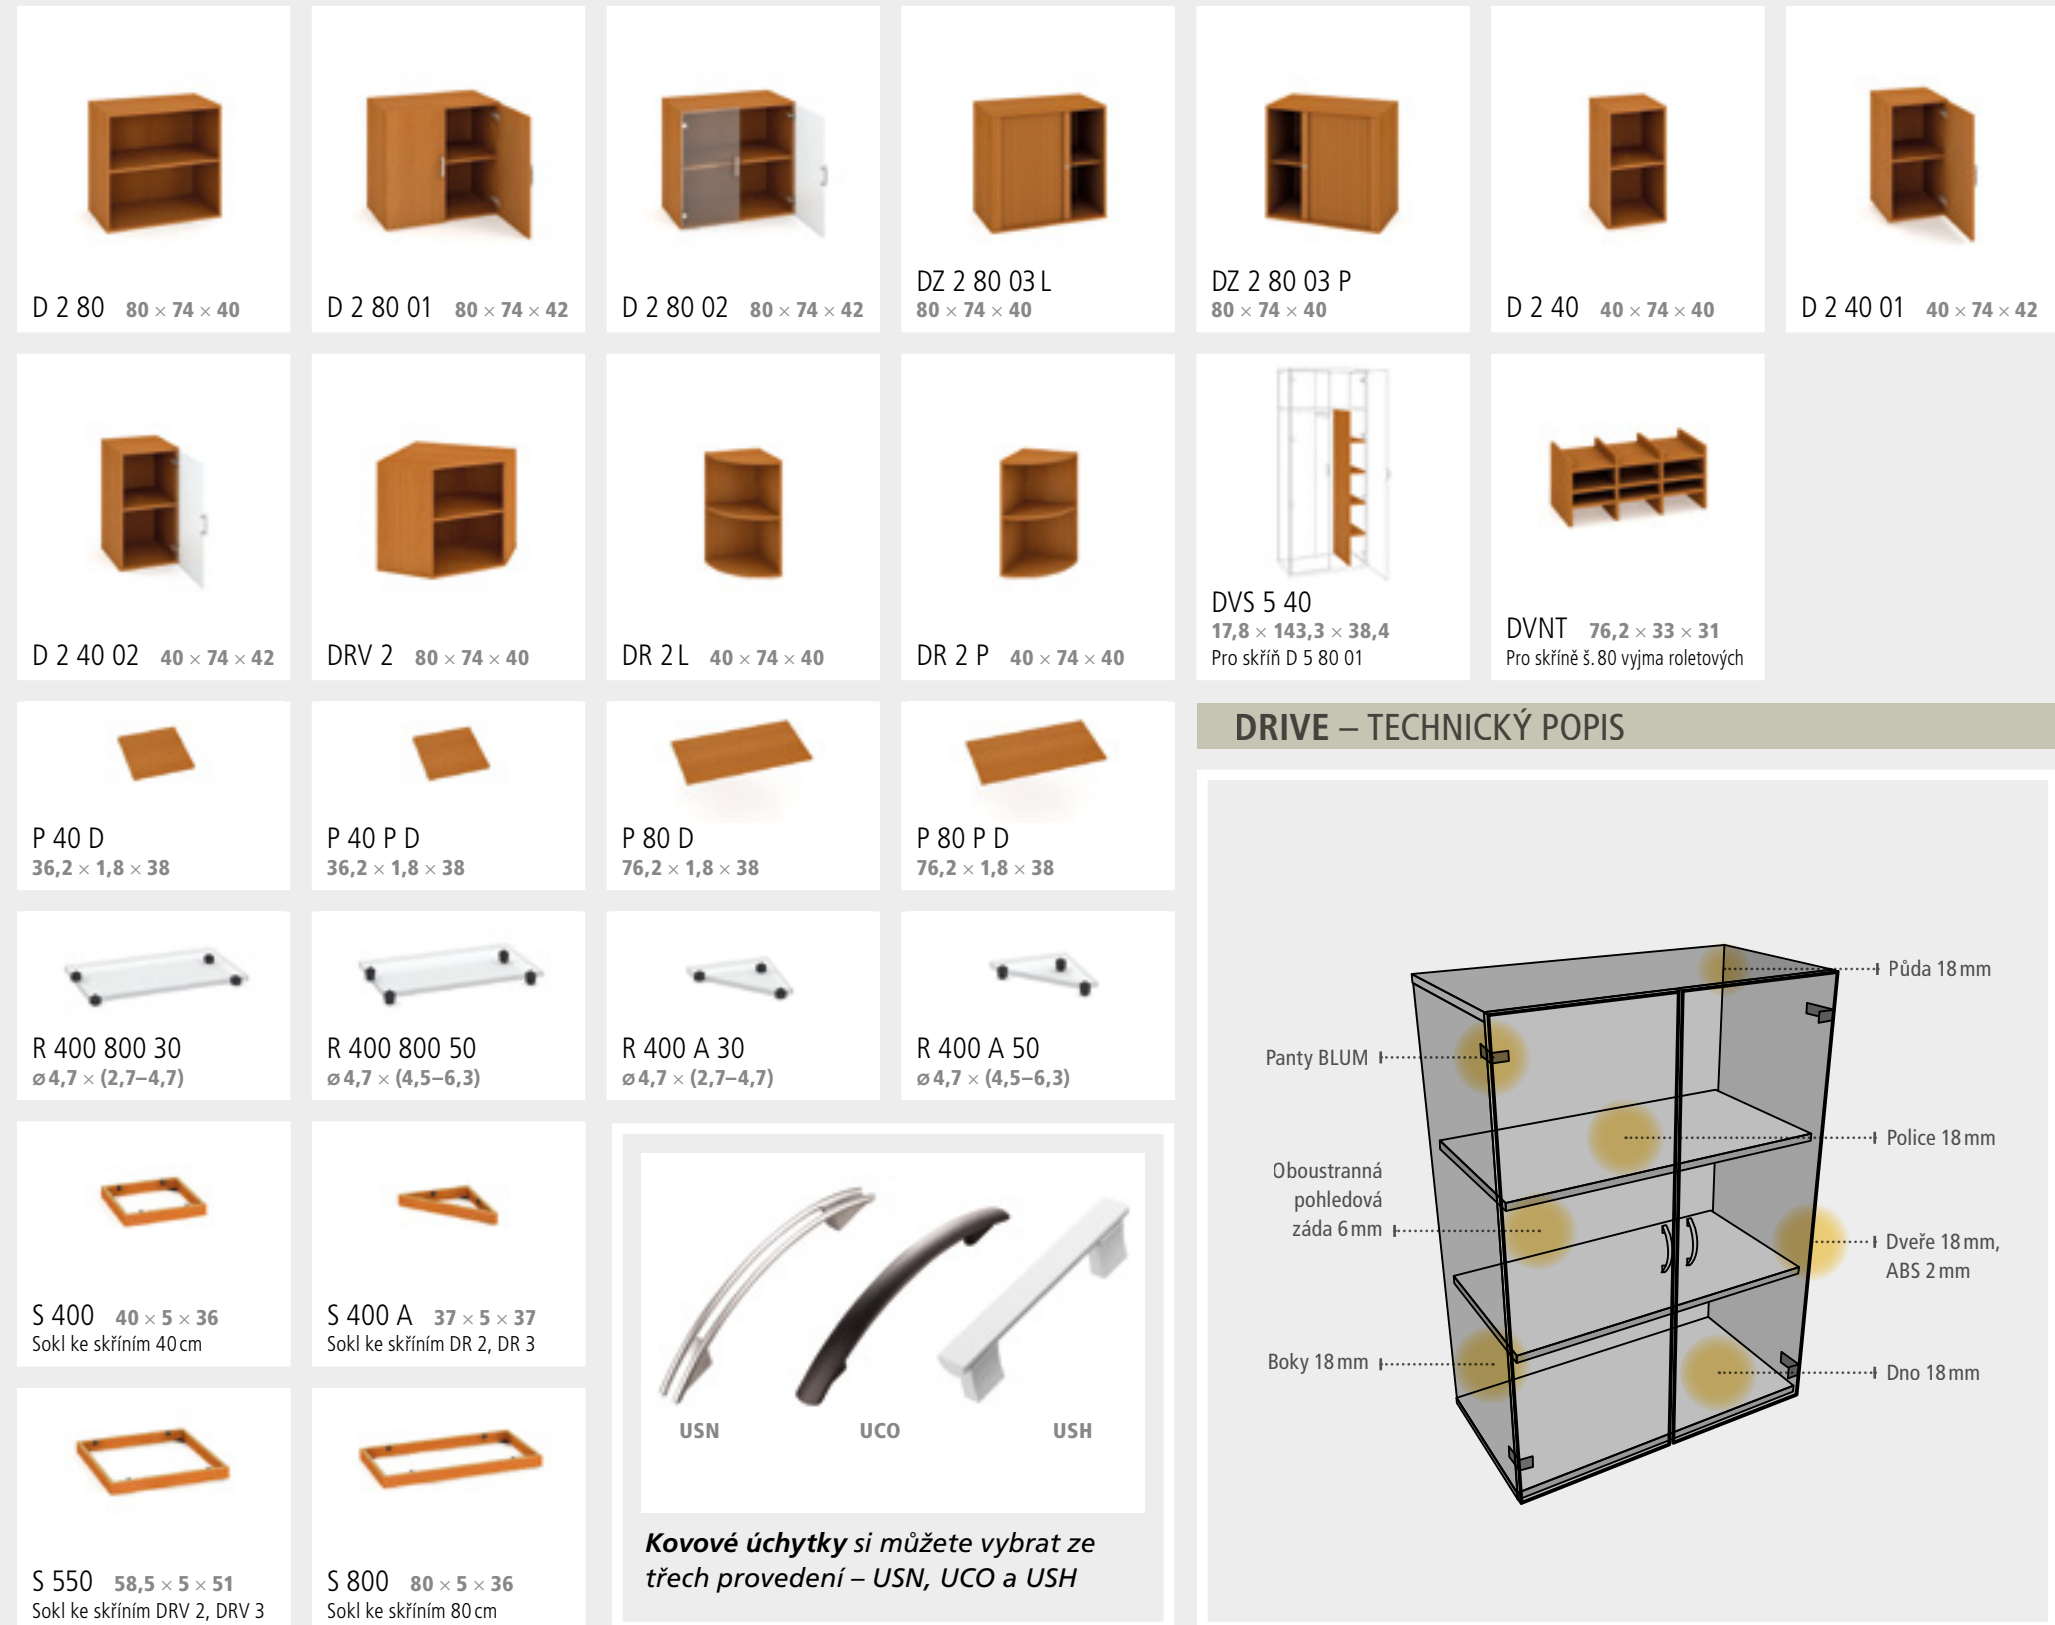 D 2 80 80 × 74 × 40
D 2 80 01 80 × 74 × 42
D 2 80 02 80 × 74 × 42
DZ 2 80 03 L
80 × 74 × 40
DZ 2 80 03 P
80 × 74 × 40
D 2 40 40 × 74 × 40
D 2 40 01 40 × 74 × 42
D 2 40 02 40 × 74 × 42
DRV 2 80 × 74 × 40
DR 2 L 40 × 74 × 40
DR 2 P 40 × 74 × 40
DVS 5 40
17,8 × 143,3 × 38,4
Pro skříň D 5 80 01
DVNT 76,2 × 33 × 31
Pro skříně š. 80 vyjma roletových
P 40 D
36,2 × 1,8 × 38
P 40 P D
36,2 × 1,8 × 38
P 80 D
76,2 × 1,8 × 38
P 80 P D
76,2 × 1,8 × 38
R 400 800 30
ø 4,7 × (2,7–4,7)
R 400 800 50
ø 4,7 × (4,5–6,3)
R 400 A 30
ø 4,7 × (2,7–4,7)
R 400 A 50
ø 4,7 × (4,5–6,3)
S 400 40 × 5 × 36
Sokl ke skříním 40 cm
S 400 A 37 × 5 × 37
Sokl ke skříním DR 2, DR 3
S 550 58,5 × 5 × 51
Sokl ke skříním DRV 2, DRV 3
S 800 80 × 5 × 36
Sokl ke skříním 80 cm
USN
UCO
USH
Kovové úchytky si můžete vybrat ze
třech provedení – USN, UCO a USH
DRIVE – TECHNICKÝ POPIS
Půda 18 mm
Panty BLUM
Police 18 mm
Oboustranná
pohledová
záda 6 mm
Dveře 18 mm,
ABS 2 mm
Boky 18 mm
Dno 18 mm